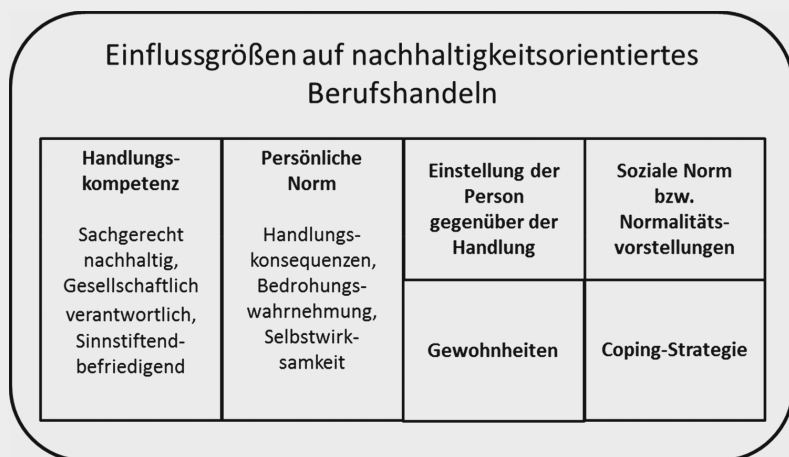 Einflussgrößen auf nachhaltigkeitsorientiertes
Berufshandeln
Handlungs-
kompetenz
Sachgerecht
nachhaltig,
Gesellschaftlich
verantwortlich,
Sinnstiftend-
befriedigend
Persönliche
Norm
Handlungs-
konsequenzen,
Bedrohungs-
wahrnehmung,
Selbstwirk-
samkeit
Einstellung der
Person
gegenüber der
Handlung
Soziale Norm
bzw.
Normalitäts-
vorstellungen
Gewohnheiten
Coping-Strategie